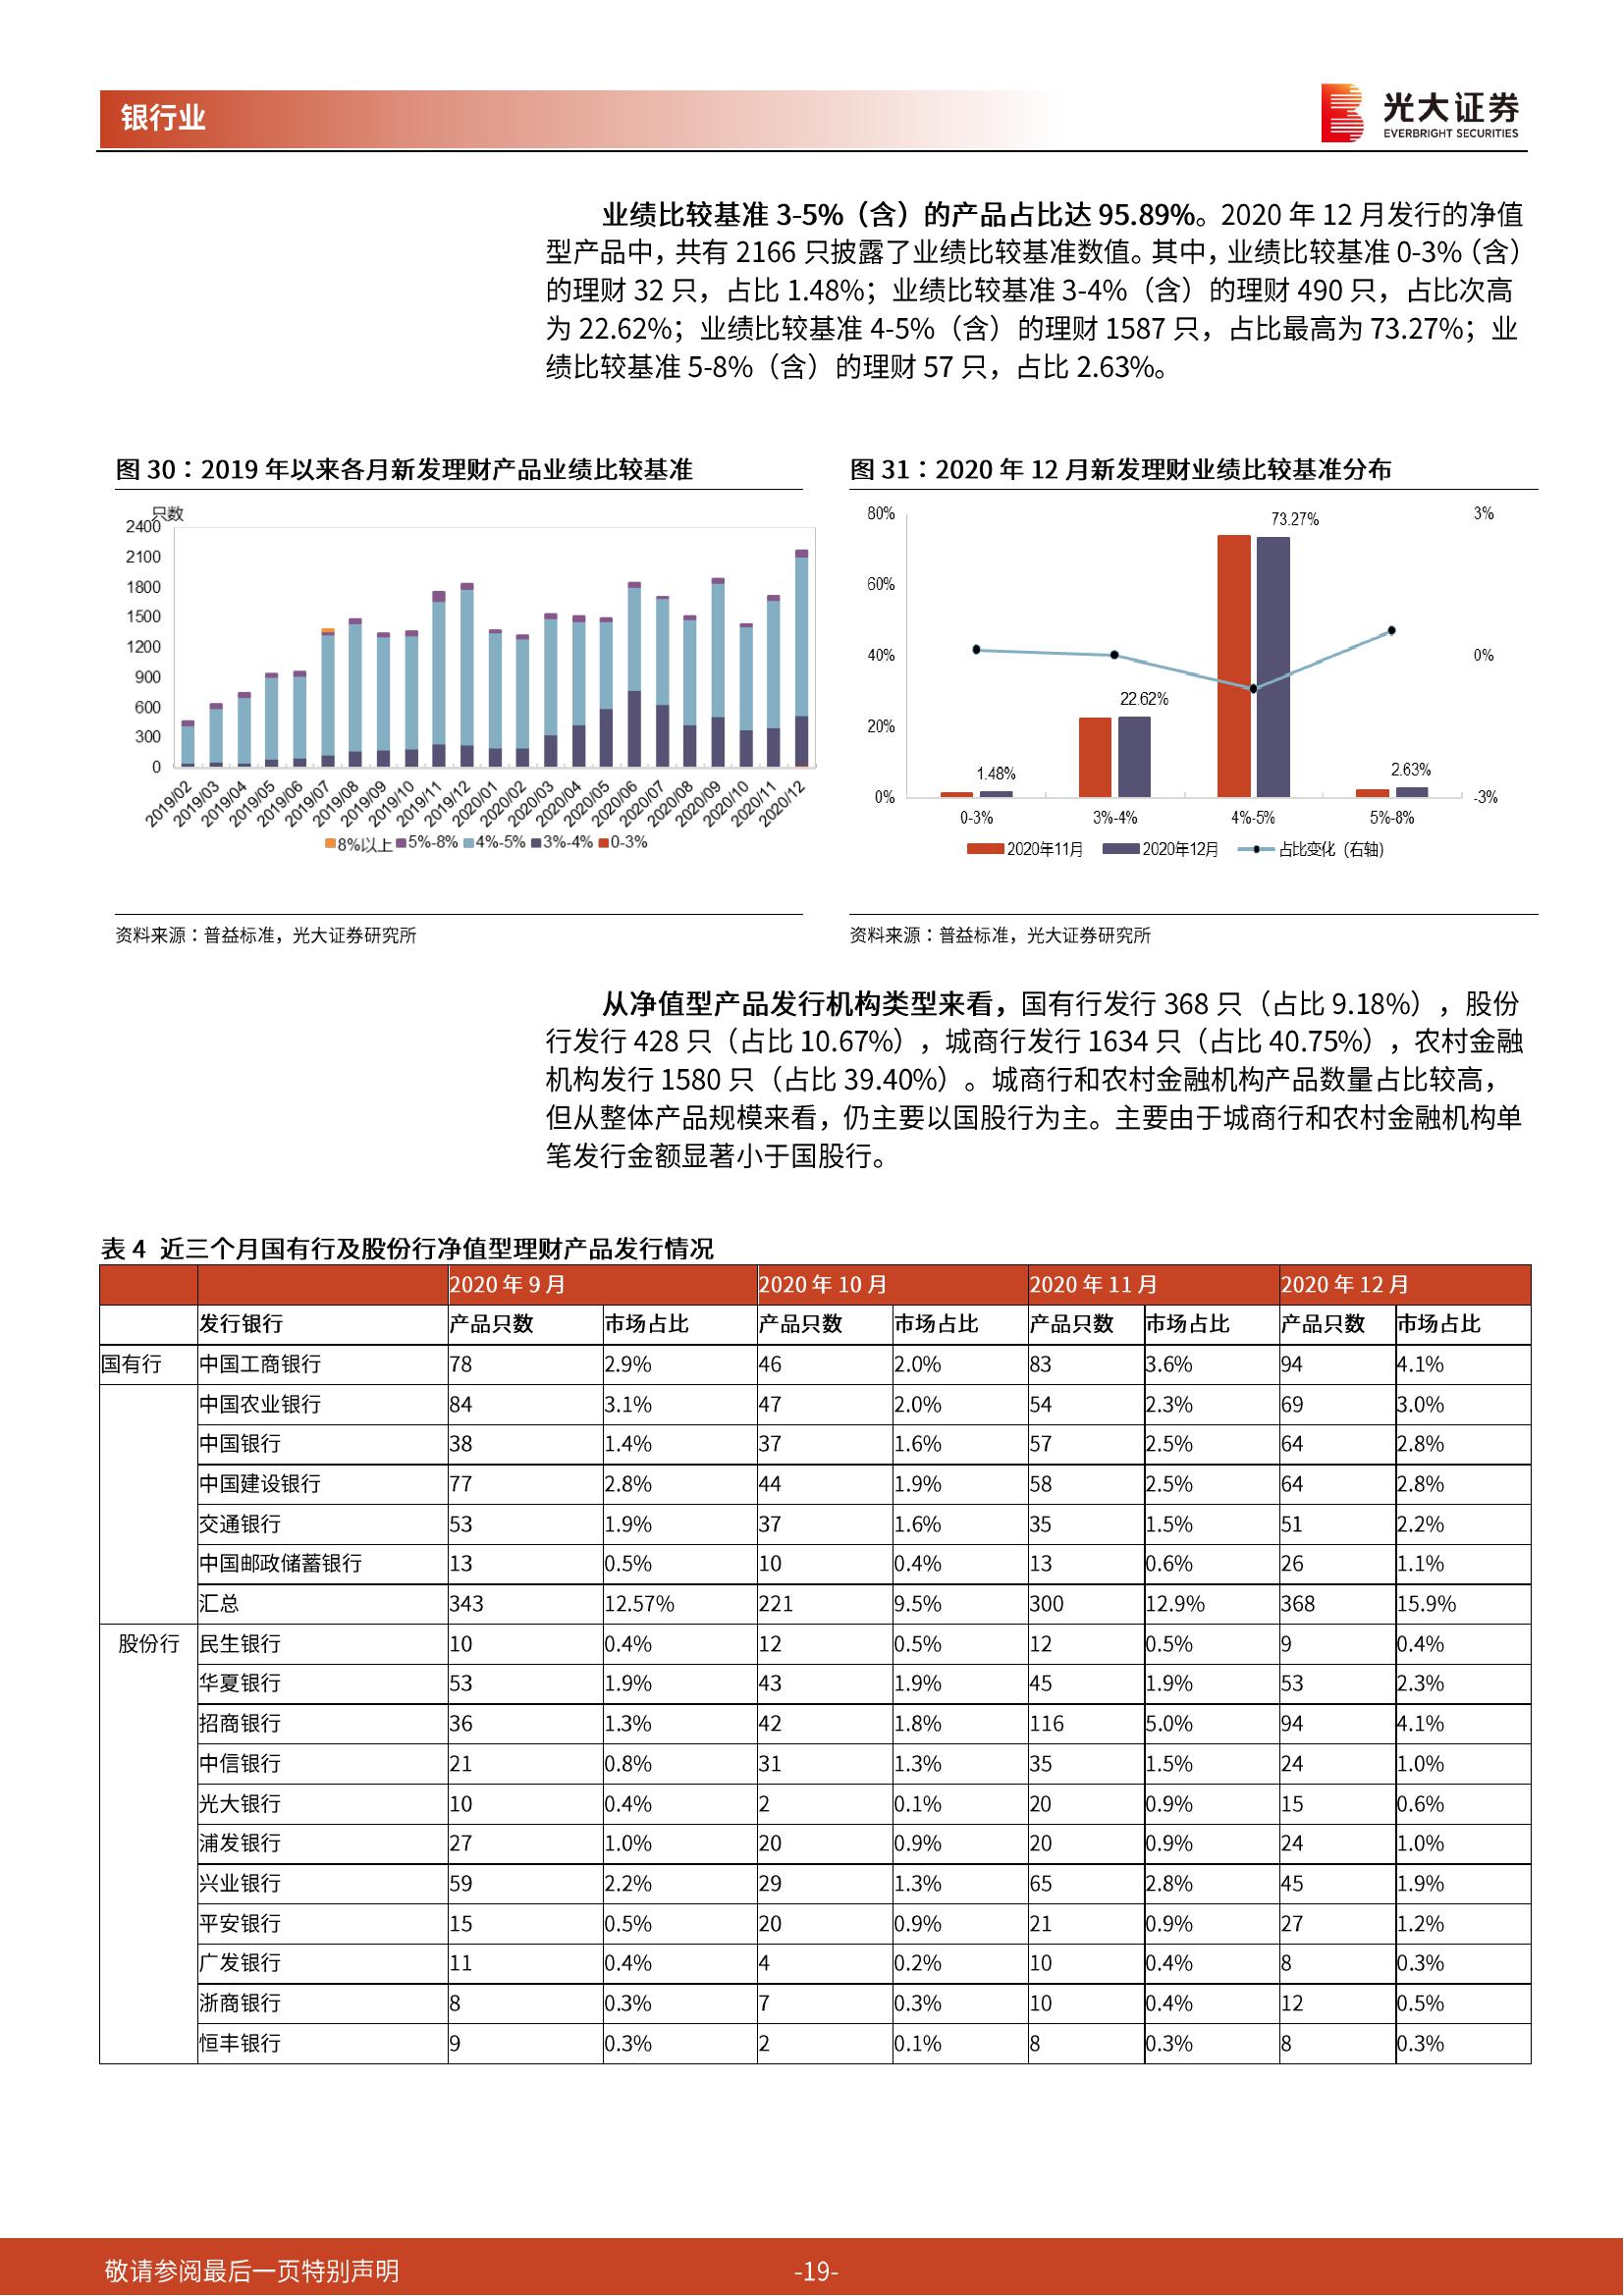 银行业
光大证券
EVERBRIGHT SECURITIES
业绩比较基准 3-5%（含）的产品占比达 95.89%。2020 年 12 月发行的净值
型产品中，共有 2166 只披露了业绩比较基准数值。其中，业绩比较基准 0-3%（含）
的理财 32 只，占比 1.48%；业绩比较基准 3-4%（含）的理财 490 只，占比次高
为 22.62%；业绩比较基准 4-5%（含）的理财 1587 只，占比最高为 73.27%；业
绩比较基准 5-8%（含）的理财 57 只，占比 2.63%。
图 30：2019 年以来各月新发理财产品业绩比较基准
只数
2400
2100
1800
1500
1200
900
600
300
0
2019/02 2019/03 2019/04 2019/05 2019/06 2019/07 2019/08 2019/09 2019/10 2019/11 2019/12 2020/01 2020/02 2020/03 2020/04 2020/05 2020/06 2020/07 2020/08 2020/09 2020/10 2020/11 2020/12
8%以上 5%-8% 4%-5% 3%-4% 0-3%
资料来源：普益标准，光大证券研究所
图 31：2020 年 12 月新发理财业绩比较基准分布
80% 73.27% 3%
60%
40% 0%
22.62%
20%
1.48% 2.63%
0% -3%
0-3% 3%-4% 4%-5% 5%-8%
2020年11月 2020年12月 占比变化（右轴）
资料来源：普益标准，光大证券研究所
从净值型产品发行机构类型来看，国有行发行 368 只（占比 9.18%），股份
行发行 428 只（占比 10.67%），城商行发行 1634 只（占比 40.75%），农村金融
机构发行 1580 只（占比 39.40%）。城商行和农村金融机构产品数量占比较高，
但从整体产品规模来看，仍主要以国股行为主。主要由于城商行和农村金融机构单
笔发行金额显著小于国股行。
表 4 近三个月国有行及股份行净值型理财产品发行情况
2020 年 9 月 2020 年 10 月 2020 年 11 月 2020 年 12 月
发行银行 产品只数 市场占比 产品只数 市场占比 产品只数 市场占比 产品只数 市场占比
国有行 中国工商银行 78 2.9% 46 2.0% 83 3.6% 94 4.1%
中国农业银行 84 3.1% 47 2.0% 54 2.3% 69 3.0%
中国银行 38 1.4% 37 1.6% 57 2.5% 64 2.8%
中国建设银行 77 2.8% 44 1.9% 58 2.5% 64 2.8%
交通银行 53 1.9% 37 1.6% 35 1.5% 51 2.2%
中国邮政储蓄银行 13 0.5% 10 0.4% 13 0.6% 26 1.1%
汇总 343 12.57% 221 9.5% 300 12.9% 368 15.9%
股份行 民生银行 10 0.4% 12 0.5% 12 0.5% 9 0.4%
华夏银行 53 1.9% 43 1.9% 45 1.9% 53 2.3%
招商银行 36 1.3% 42 1.8% 116 5.0% 94 4.1%
中信银行 21 0.8% 31 1.3% 35 1.5% 24 1.0%
光大银行 10 0.4% 2 0.1% 20 0.9% 15 0.6%
浦发银行 27 1.0% 20 0.9% 20 0.9% 24 1.0%
兴业银行 59 2.2% 29 1.3% 65 2.8% 45 1.9%
平安银行 15 0.5% 20 0.9% 21 0.9% 27 1.2%
广发银行 11 0.4% 4 0.2% 10 0.4% 8 0.3%
浙商银行 8 0.3% 7 0.3% 10 0.4% 12 0.5%
恒丰银行 9 0.3% 2 0.1% 8 0.3% 8 0.3%
敬请参阅最后一页特别声明 -19-